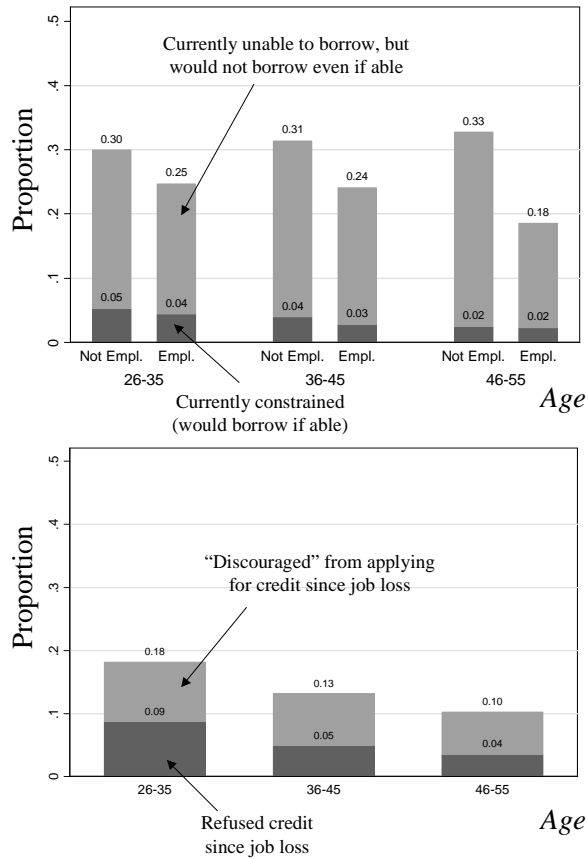 .5
Currently unable to borrow, but
would not borrow even if able
.4
0.30
0.25
0.31
0.24
0.33
0.18
.3
Proportion
.2
.1
0.05
0.04
0.04
0.03
0.02
0.02
0
Not Empl. Empl. Not Empl. Empl. Not Empl. Empl.
26-35 36-45 46-55
Currently constrained
(would borrow if able)
Age
.5
.4
Proportion
“Discouraged” from applying
for credit since job loss
.3
.2
0.18
0.13
0.10
.1
0.09
0.05
0.04
0
26-35 36-45 46-55
Refused credit
since job loss
Age